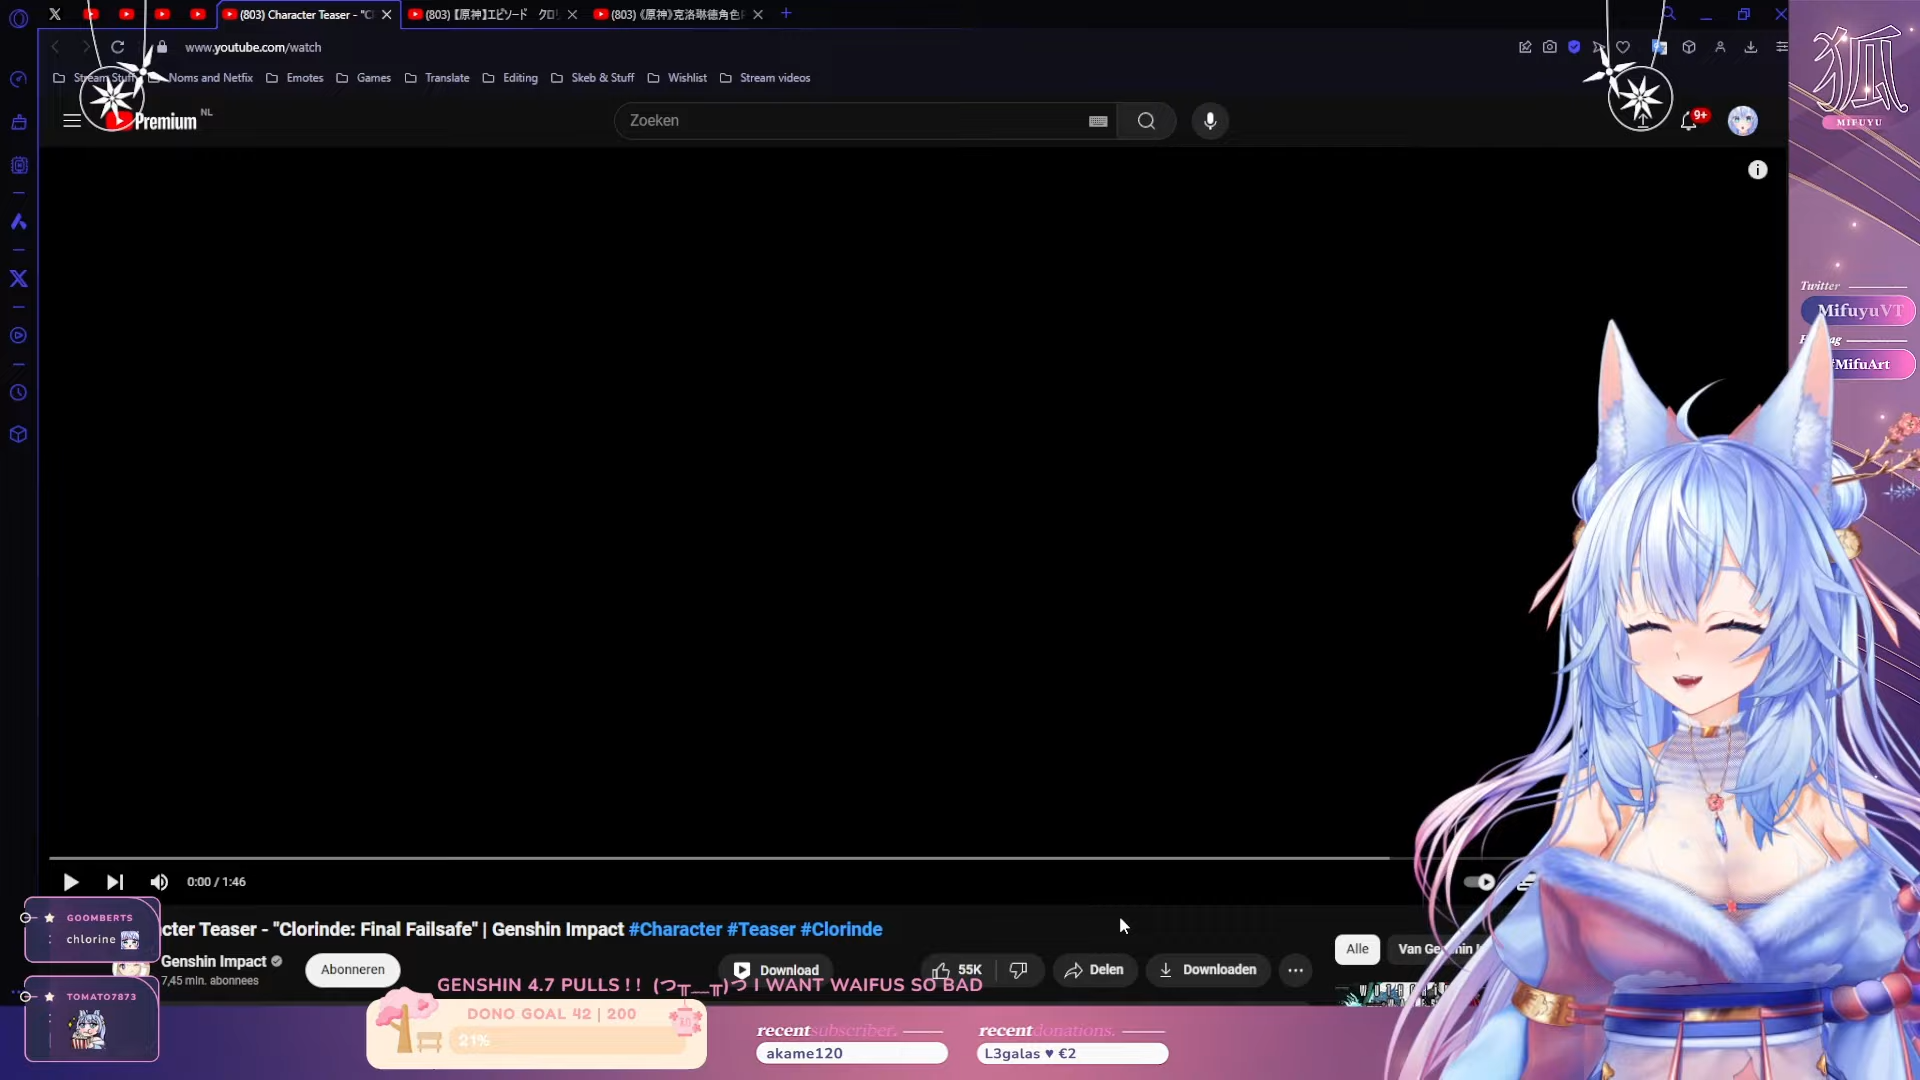 (803) Character Teaser - "C
(803)【原神】エピソード クロ
(803)《原神》克洛琳德角色
www.youtube.com/watch
Stream Stuff
Noms and Netfix
Emotes
Games
Translate
Editing
Skeb & Stuff
Wishlist
Stream videos
Premium NL
Zoeken
9+
狐
MIFUYU
Twitter
MifuyuVT
MifuArt
0:00 / 1:46
cter Teaser - "Clorinde: Final Failsafe" | Genshin Impact #Character #Teaser #Clorinde
Genshin Impact
7,45 mln. abonnees
Abonneren
Download
55K
Delen
Downloaden
Alle
Van Genshin I
GOOMBERTS
chlorine
TOMATO7873
GENSHIN 4.7 PULLS ! ! (つ╥﹏╥)つ I WANT WAIFUS SO BAD
DONO GOAL 42 | 200
21%
recentsubscriber.
akame120
recentdonations.
L3galas ♥ €2